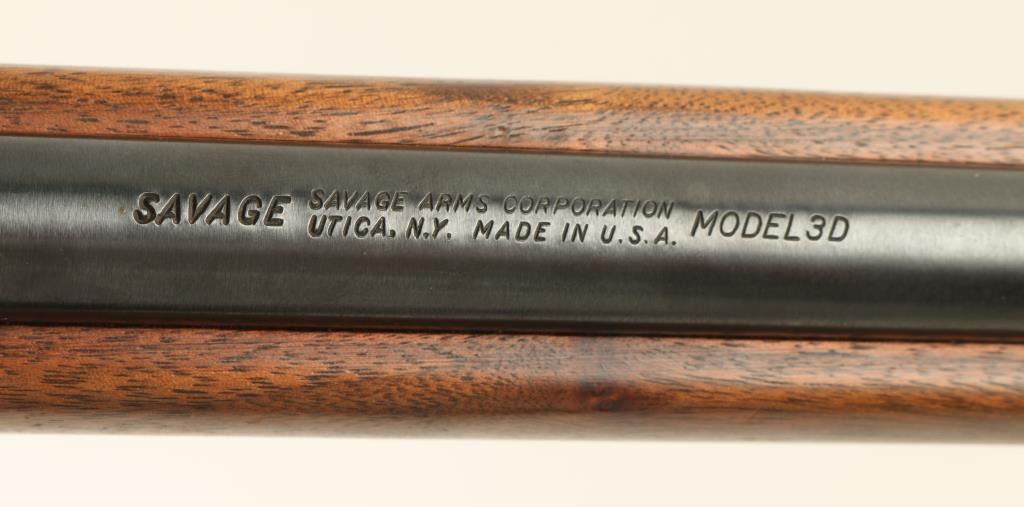 SAVAGE
SAVAGE ARMS CORPORATION
UTICA, N.Y. MADE IN U.S.A.
MODEL 3D